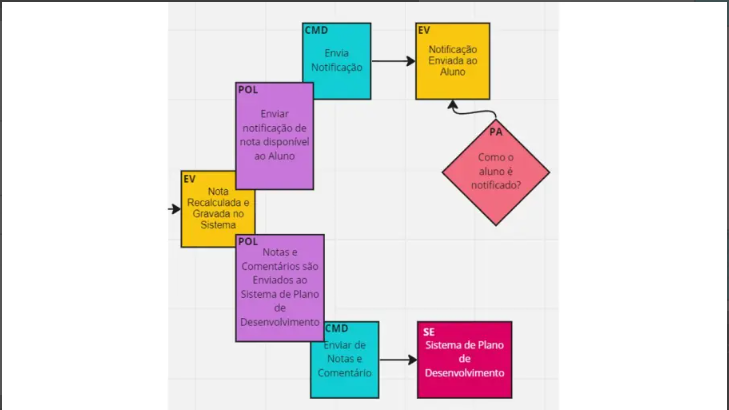 CMD
Envia
Notificação
EV
Notificação
Enviada ao
Aluno
POL
Enviar
notificação de
nota disponível
ao Aluno
PA
Como o
aluno é
notificado?
EV
Nota
Recalculada e
Gravada no
Sistema
POL
Notas e
Comentários são
Enviados ao
Sistema de Plano
de
Desenvolvimento
CMD
Enviar de
Notas e
Comentário
SE
Sistema de Plano
de
Desenvolvimento